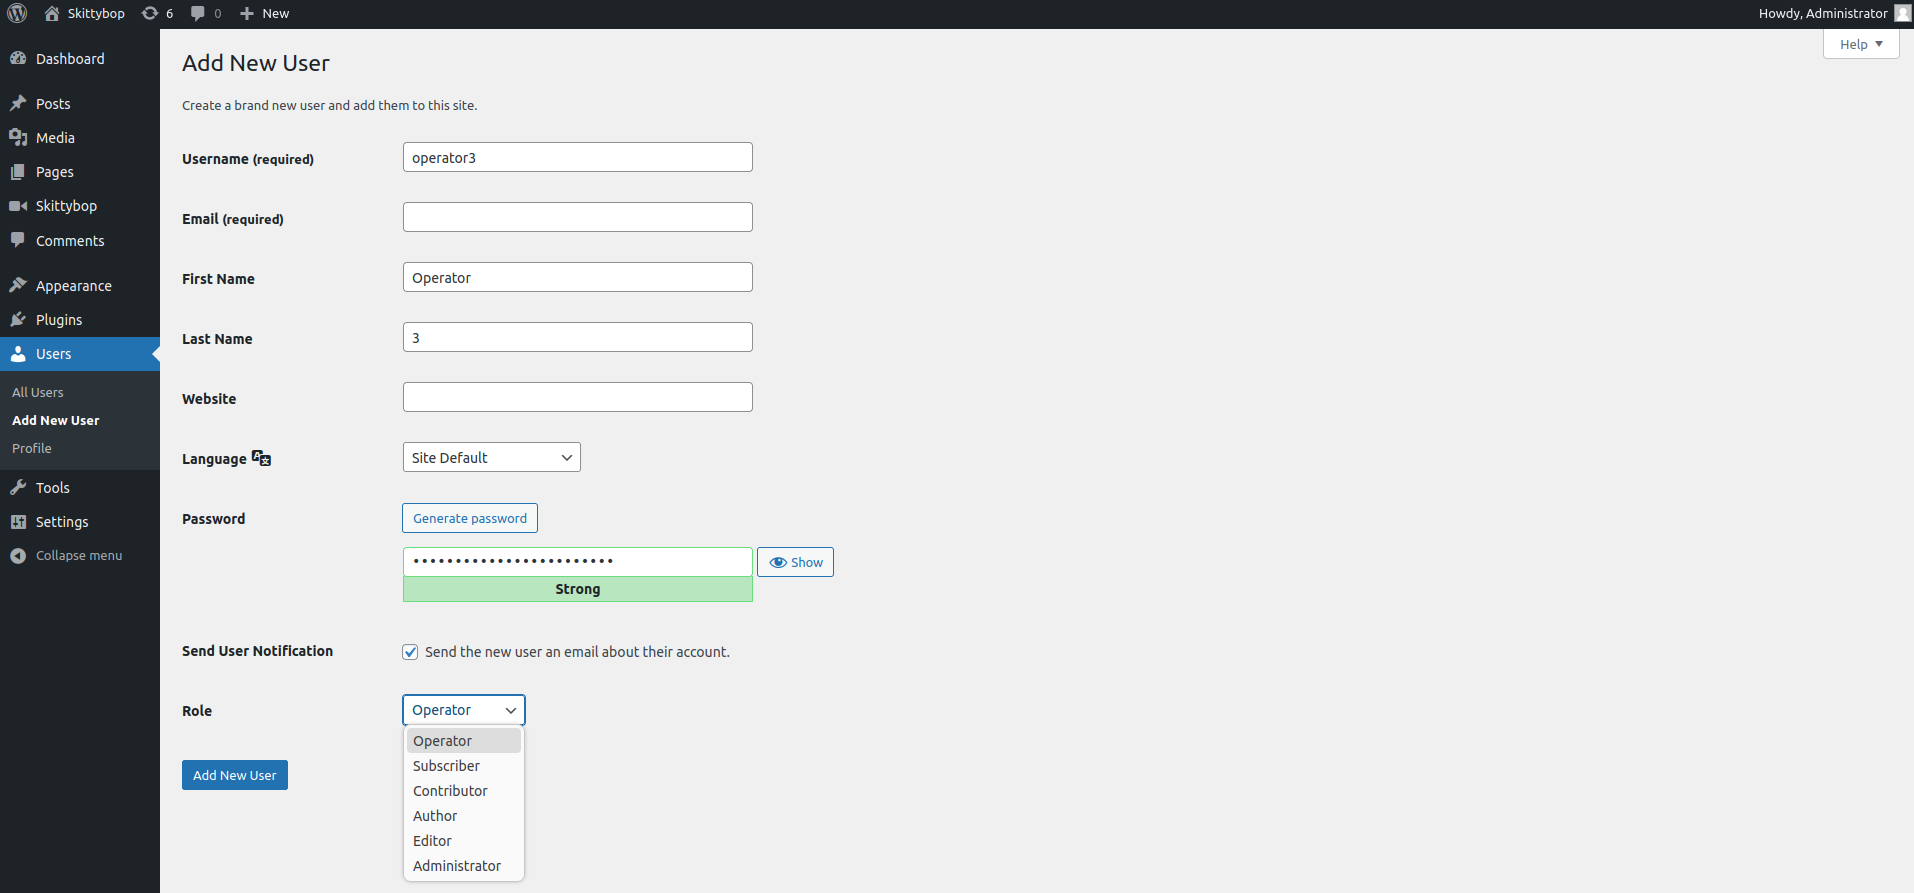 Skittybop 6 0 New Howdy, Administrator
Help
Dashboard
Posts
Media
Pages
Skittybop
Comments
Appearance
Plugins
Users
All Users
Add New User
Profile
Tools
Settings
Collapse menu
Add New User
Create a brand new user and add them to this site.
Username (required) operator3
Email (required)
First Name Operator
Last Name 3
Website
Language Site Default
Password Generate password
•••••••••••••••••••••••• Show
Strong
Send User Notification Send the new user an email about their account.
Role Operator
Operator
Subscriber
Contributor
Author
Editor
Administrator
Add New User